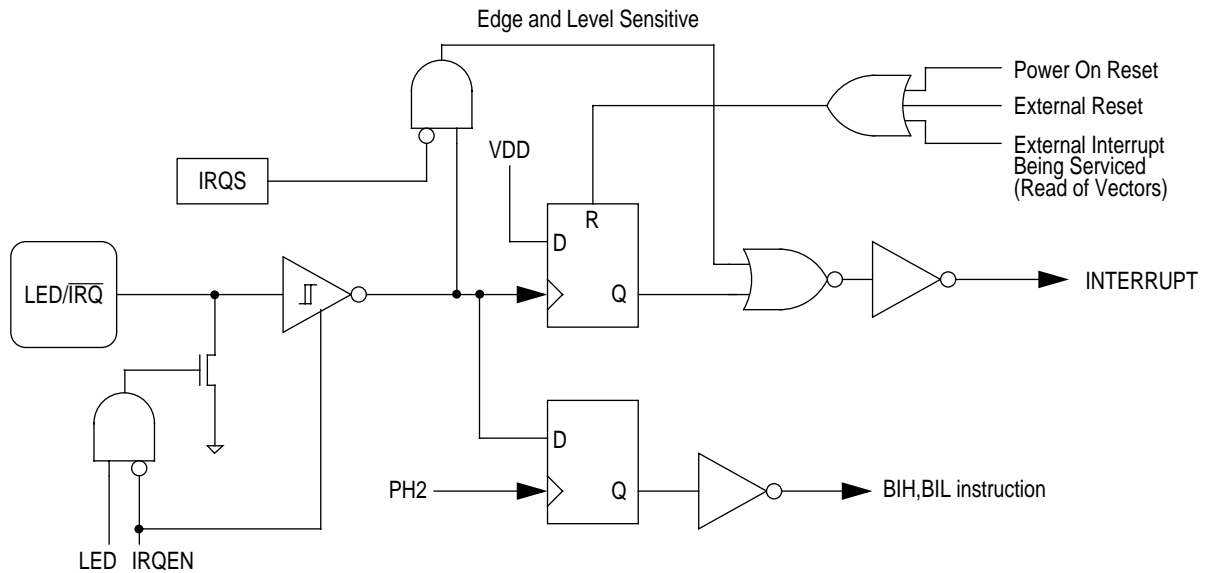 Edge and Level Sensitive
Power On Reset
External Reset
External Interrupt
Being Serviced
(Read of Vectors)
VDD
IRQS
R
D
Q
LED/IRQ
INTERRUPT
D
Q
PH2
BIH,BIL instruction
LED IRQEN